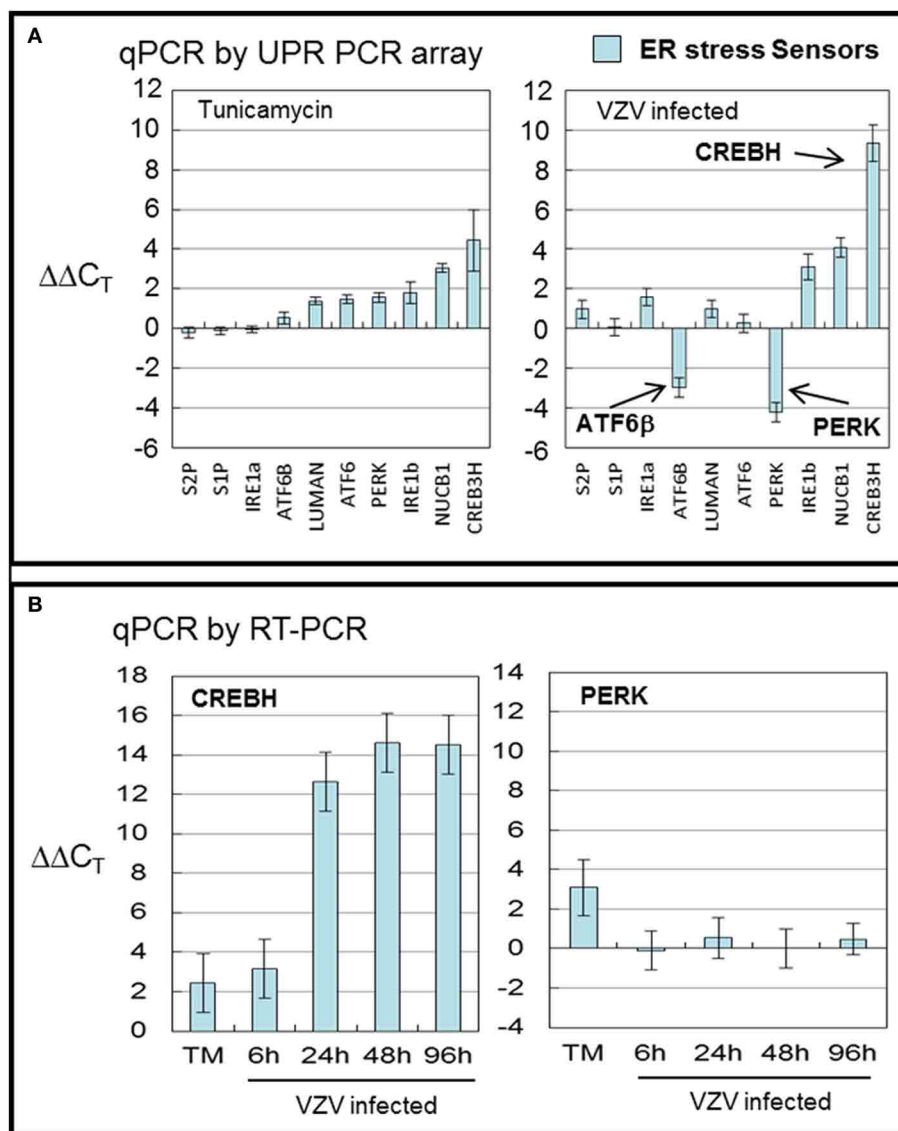 A
qPCR by UPR PCR array
ER stress Sensors
Tunicamycin
12
10
8
6
4
2
0
-2
-4
-6
ΔΔCT
S2P
S1P
IRE1a
ATF6B
LUMAN
ATF6
PERK
IRE1b
NUCB1
CREB3H
VZV infected
12
10
8
6
4
2
0
-2
-4
-6
CREBH
ATF6β
PERK
S2P
S1P
IRE1a
ATF6B
LUMAN
ATF6
PERK
IRE1b
NUCB1
CREB3H
B
qPCR by RT-PCR
CREBH
18
16
14
12
10
8
6
4
2
0
ΔΔCT
TM 6h 24h 48h 96h
VZV infected
PERK
14
12
10
8
6
4
2
0
-2
-4
TM 6h 24h 48h 96h
VZV infected